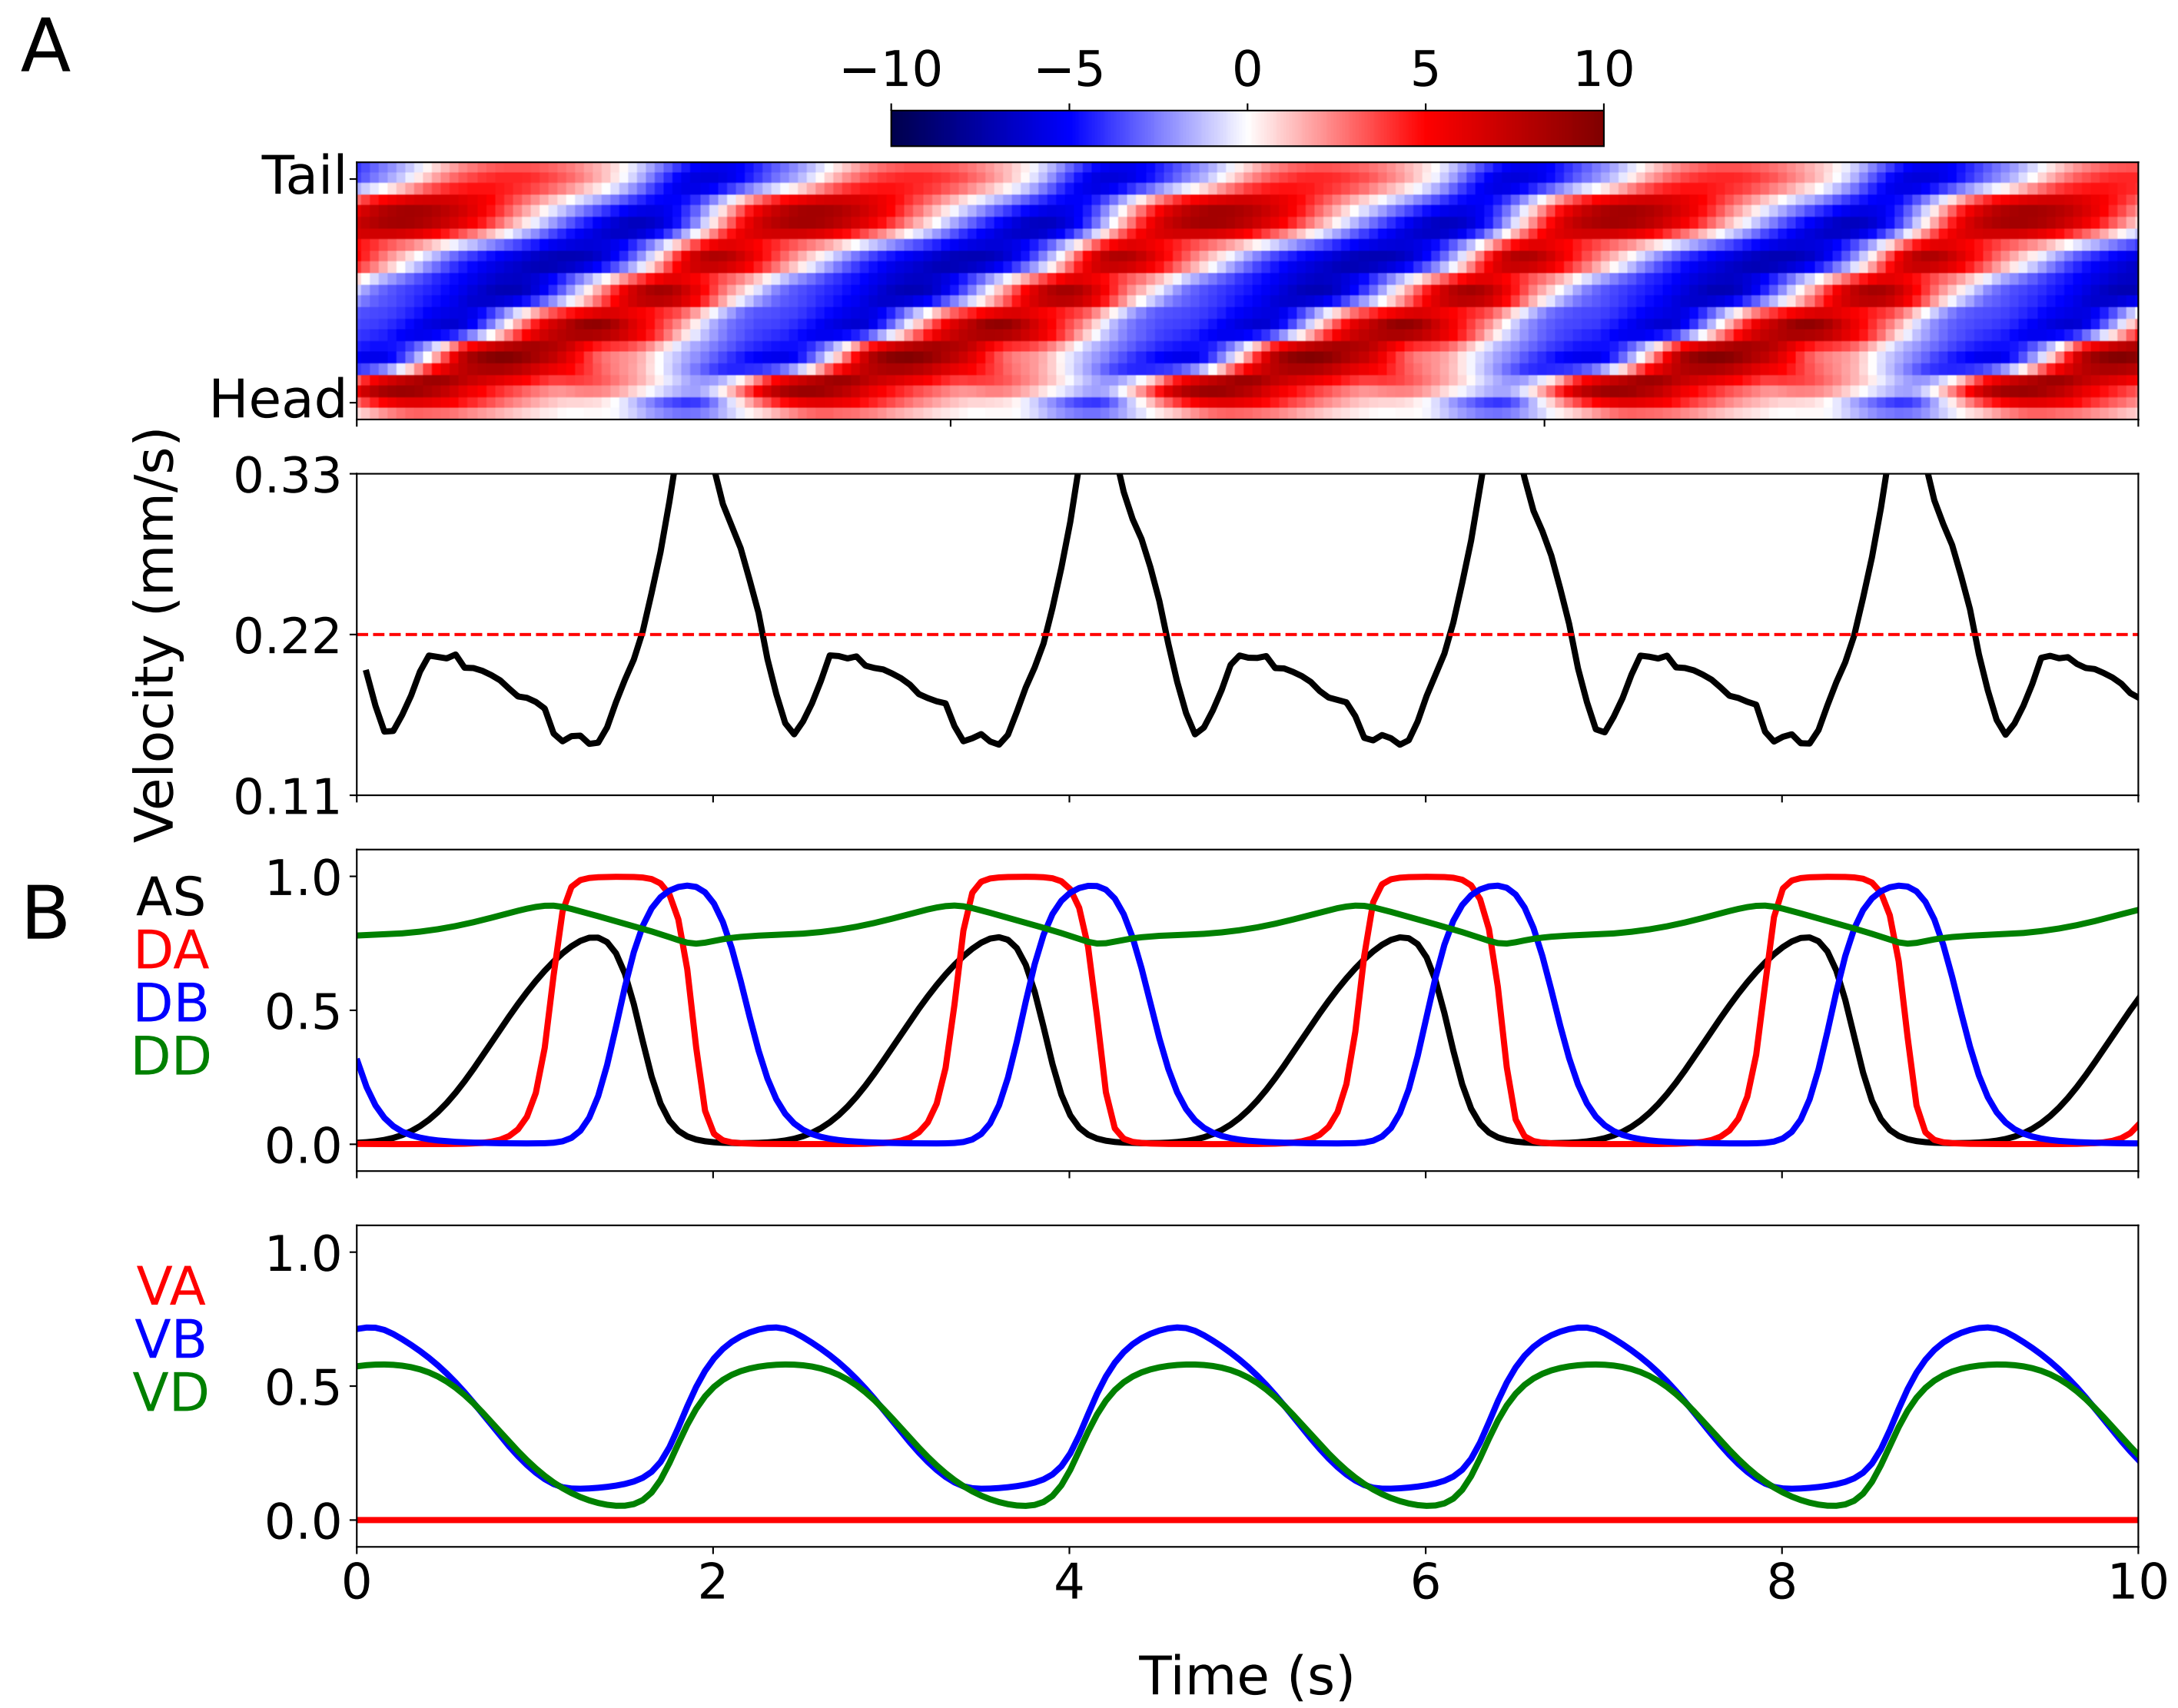 A
−10 −5 0 5 10
Tail
Head
Velocity (mm/s)
0.33
0.22
0.11
B
AS
DA
DB
DD
1.0
0.5
0.0
VA
VB
VD
1.0
0.5
0.0
0 2 4 6 8 10
Time (s)